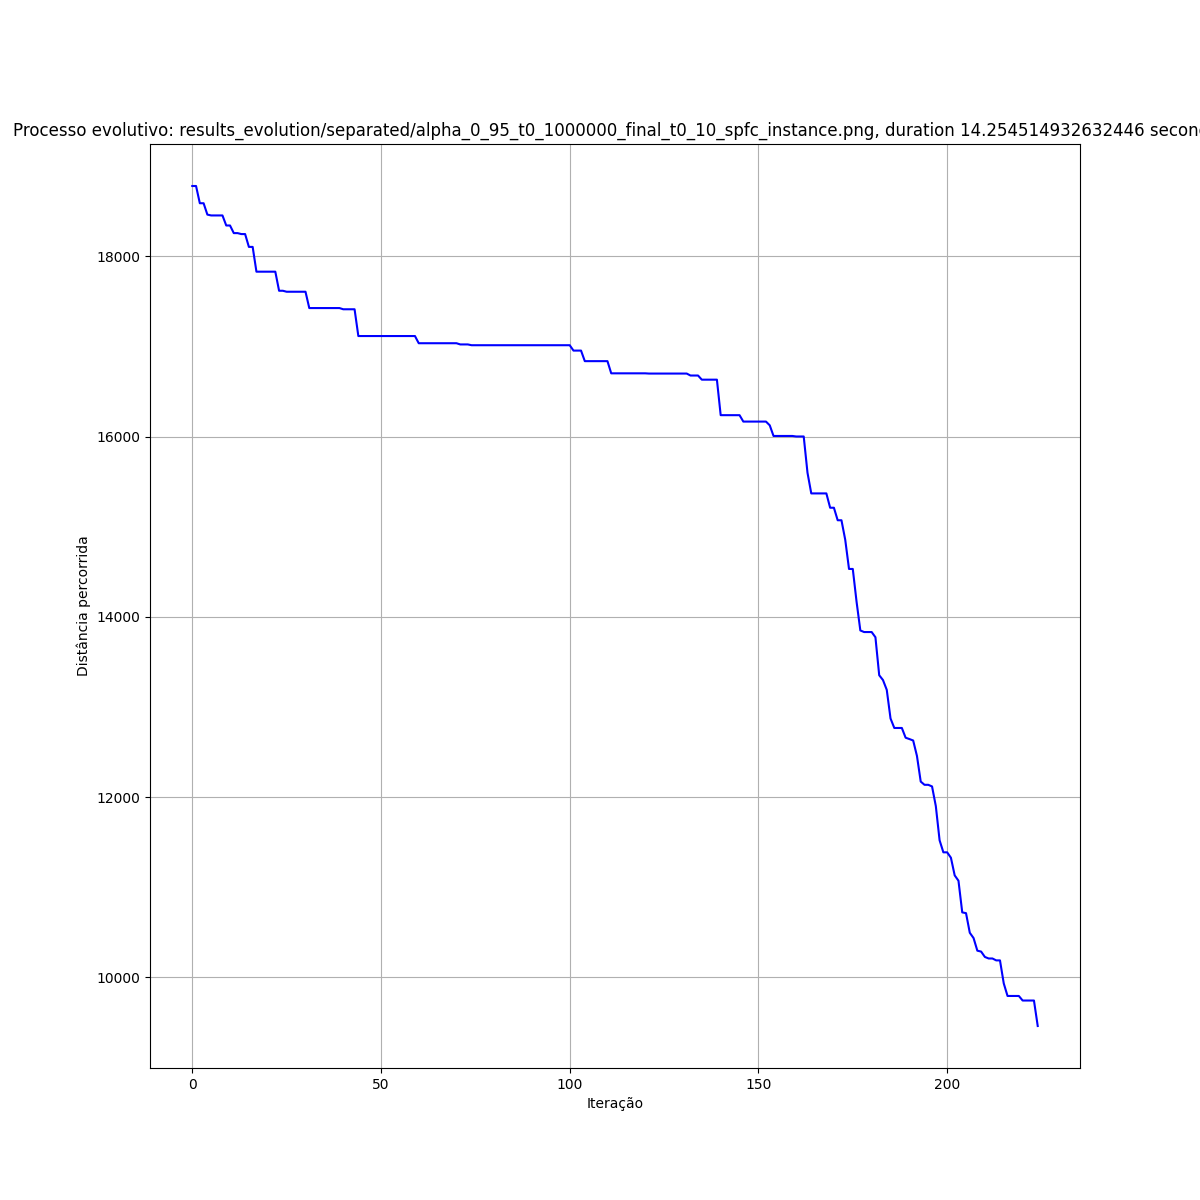 Processo evolutivo: results_evolution/separated/alpha_0_95_t0_1000000_final_t0_10_spfc_instance.png, duration 14.254514932632446
18000
16000
14000
12000
10000
Distância percorrida
0 50 100 150 200
Iteração